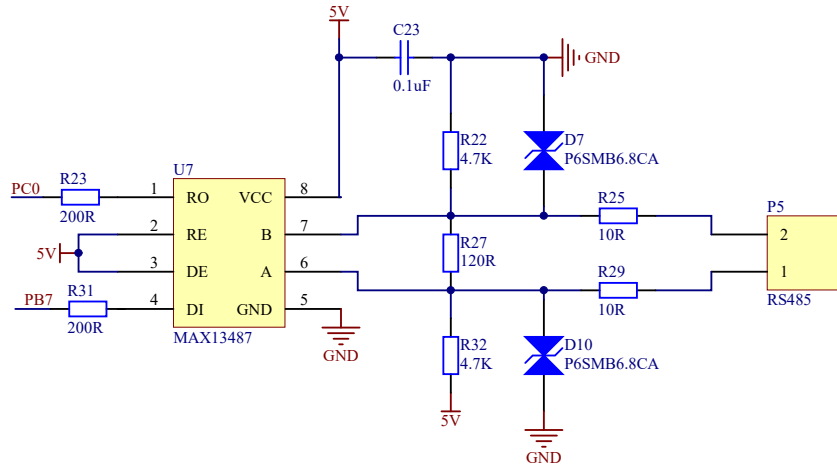 5V
C23
0.1uF
GND
R22
4.7K
D7
P6SMB6.8CA
U7
PC0
R23
200R
1
RO
VCC
8
2
RE
B
7
5V
3
DE
A
6
PB7
R31
200R
4
DI
GND
5
MAX13487
GND
R27
120R
R25
10R
R29
10R
P5
2
1
RS485
R32
4.7K
5V
D10
P6SMB6.8CA
GND